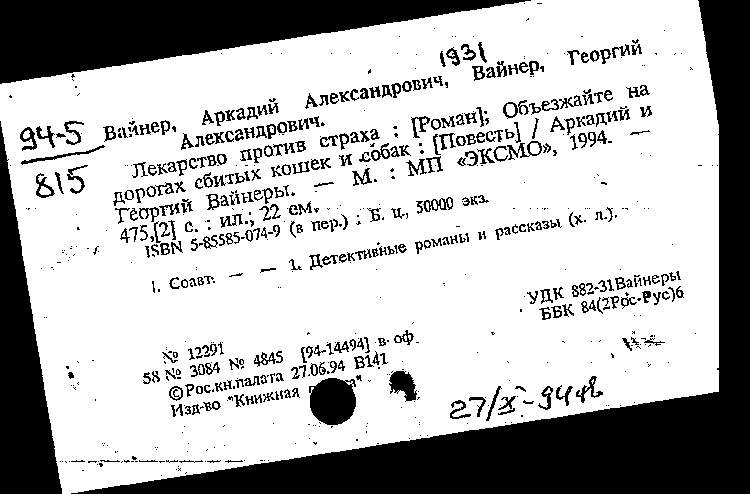 1931
94-5 Вайнер, Аркадий Александрович, Вайнер, Георгий
Александрович.
815
Лекарство против страха : [Роман]; Объезжайте на
дорогах сбитых кошек и собак : [Повесть] / Аркадий и
Георгий Вайнеры. — М. : МП «ЭКСМО», 1994. —
475,[2] с. : ил.; 22 см.
ISBN 5-85585-074-9 (в пер.) : Б. ц., 50000 экз.
1. Соавт. — — 1. Детективные романы и рассказы (х. л.).
УДК 882-31Вайнеры
ББК 84(2Рос-Рус)6
№ 12291
58 № 3084 № 4845 [94-14494] в оф.
©Рос.кн.палата 27.06.94 В141
Изд-во "Книжная
27/X-94